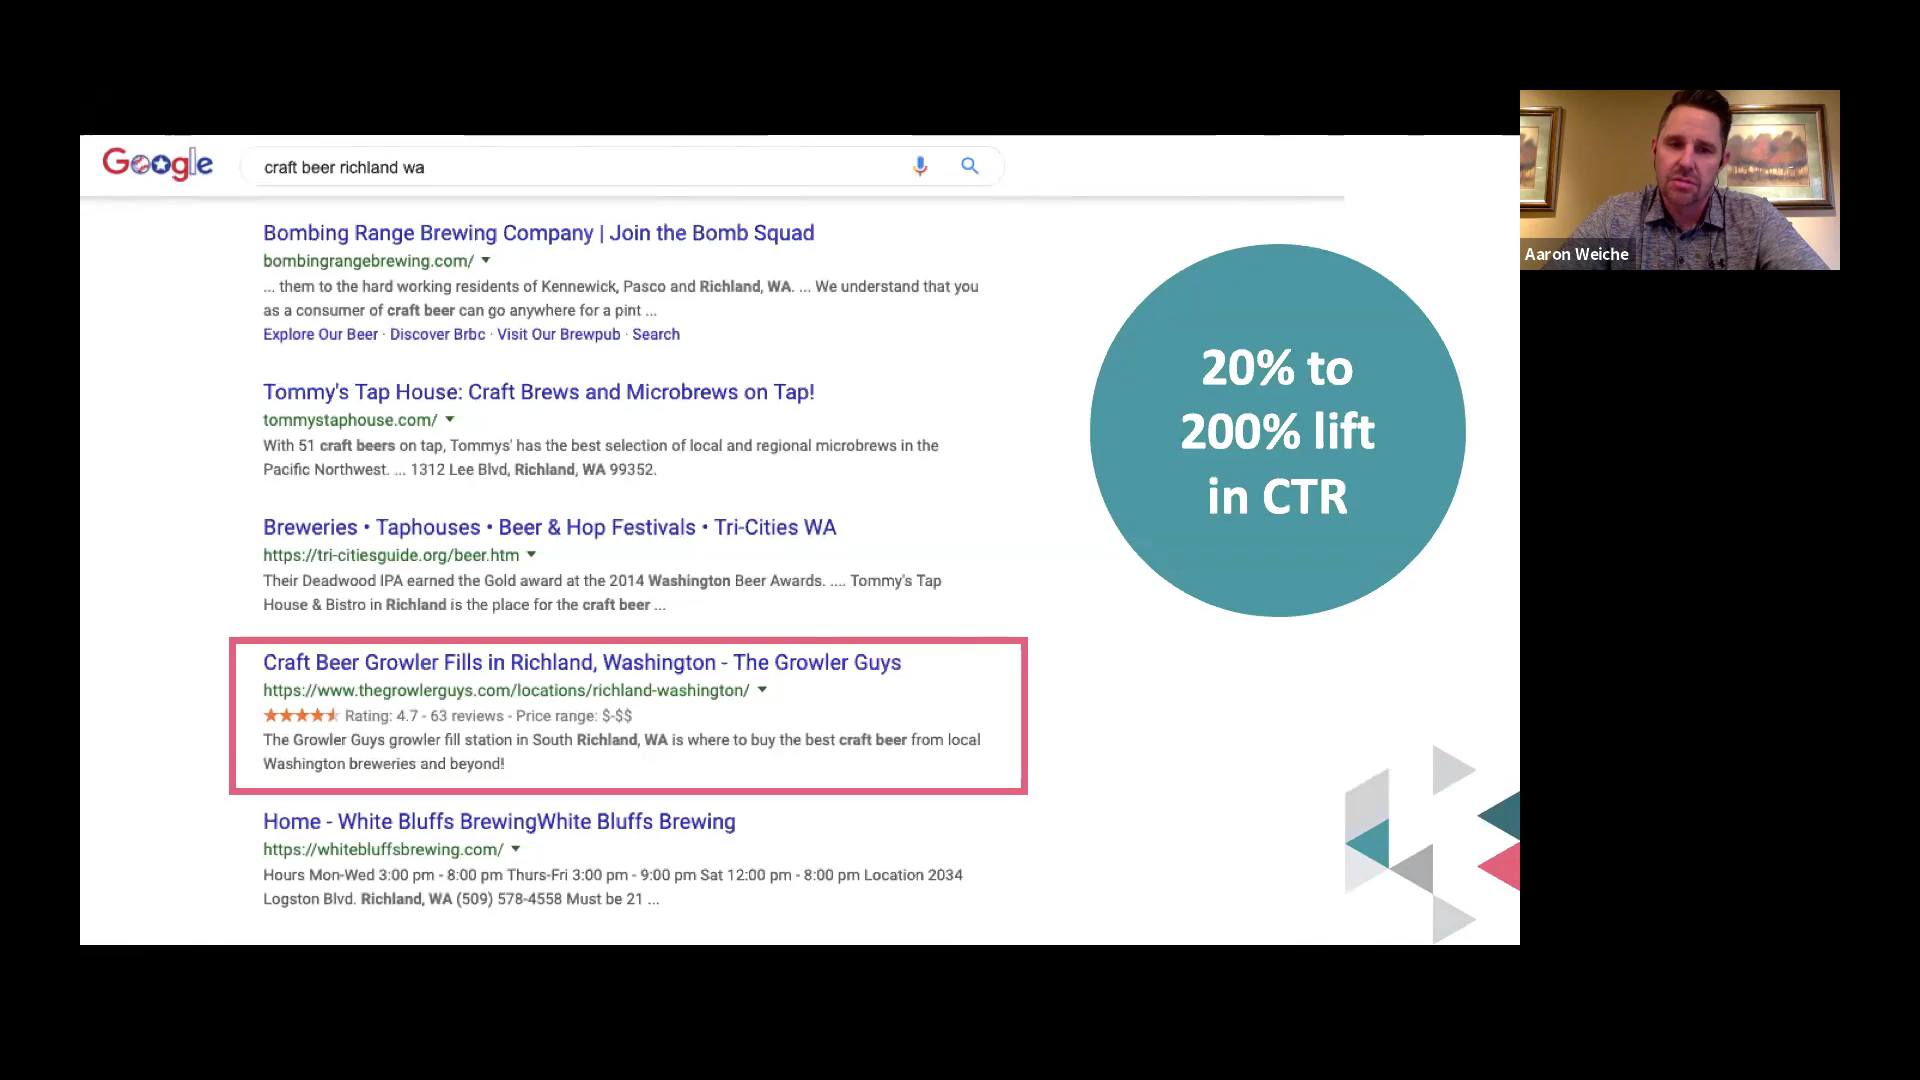 Google
craft beer richland wa
Bombing Range Brewing Company | Join the Bomb Squad
bombingrangebrewing.com/
... them to the hard working residents of Kennewick, Pasco and Richland, WA. ... We understand that you
as a consumer of craft beer can go anywhere for a pint ...
Explore Our Beer · Discover Brbc · Visit Our Brewpub · Search
Tommy's Tap House: Craft Brews and Microbrews on Tap!
tommystaphouse.com/
With 51 craft beers on tap, Tommys' has the best selection of local and regional microbrews in the
Pacific Northwest. ... 1312 Lee Blvd, Richland, WA 99352.
Breweries • Taphouses • Beer & Hop Festivals • Tri-Cities WA
https://tri-citiesguide.org/beer.htm
Their Deadwood IPA earned the Gold award at the 2014 Washington Beer Awards. .... Tommy's Tap
House & Bistro in Richland is the place for the craft beer ...
Craft Beer Growler Fills in Richland, Washington - The Growler Guys
https://www.thegrowlerguys.com/locations/richland-washington/
Rating: 4.7 - 63 reviews - Price range: $-$$
The Growler Guys growler fill station in South Richland, WA is where to buy the best craft beer from local
Washington breweries and beyond!
Home - White Bluffs BrewingWhite Bluffs Brewing
https://whitebluffsbrewing.com/
Hours Mon-Wed 3:00 pm - 8:00 pm Thurs-Fri 3:00 pm - 9:00 pm Sat 12:00 pm - 8:00 pm Location 2034
Logston Blvd. Richland, WA (509) 578-4558 Must be 21 ...
20% to
200% lift
in CTR
Aaron Weiche